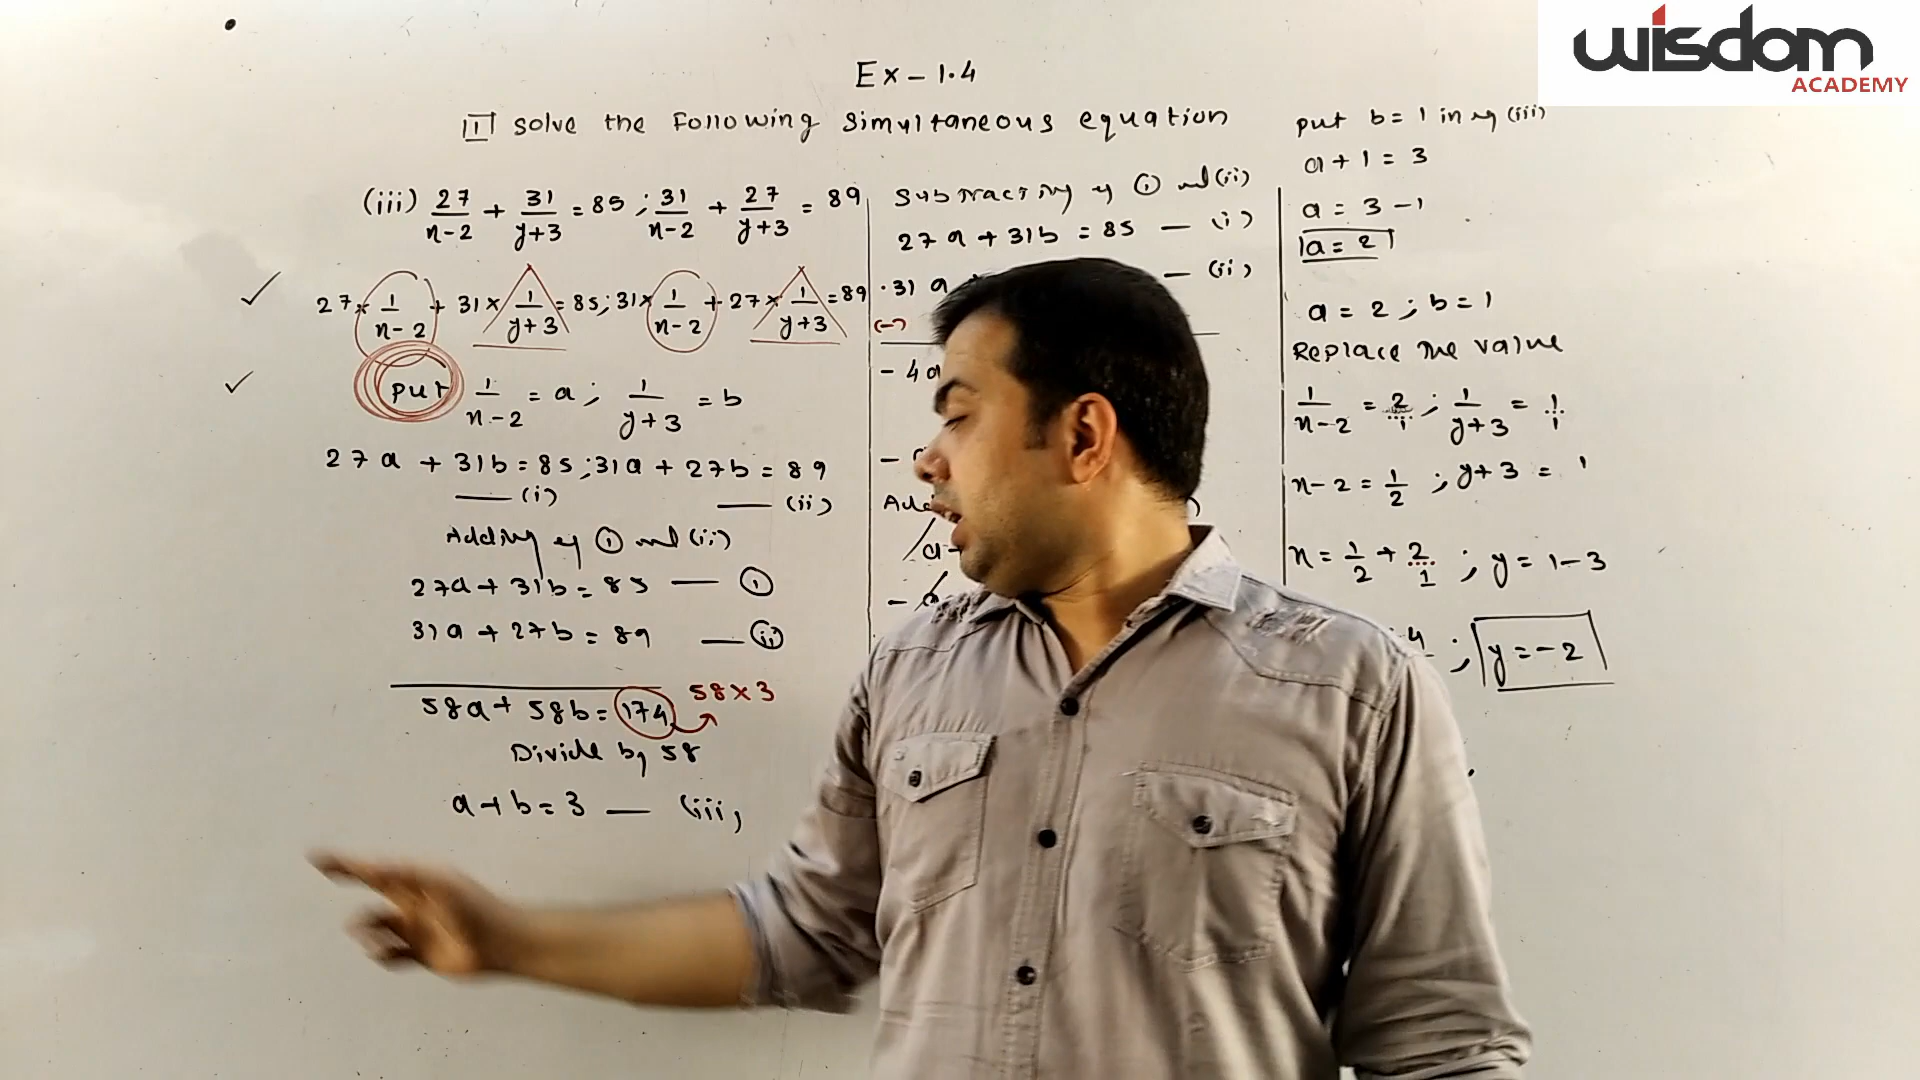 wisdom
ACADEMY
Ex - 1.4
1 solve the Following Simultaneous equation
(iii) 27/n-2 + 31/y+3 = 85 ; 31/n-2 + 27/y+3 = 89
27 × 1/n-2 + 31 × 1/y+3 = 85 ; 31 × 1/n-2 + 27 × 1/y+3 = 89
put 1/n-2 = a ; 1/y+3 = b
27a + 31b = 85 ; 31a + 27b = 89
— (i) — (ii)
Adding eq (i) and (ii)
27a + 31b = 85 — (i)
31a + 27b = 89 — (ii)
58a + 58b = 174 58 × 3
Divide by 58
a + b = 3 — (iii)
Subtracting eq (i) and (ii)
27a + 31b = 85 — (i)
31a — (ii)
(-)
- 4a
put b = 1 in eq (iii)
a + 1 = 3
a = 3 - 1
a = 2
a = 2 ; b = 1
Replace the value
1/n-2 = 2/1 ; 1/y+3 = 1/1
n - 2 = 1/2 ; y + 3 = 1
n = 1/2 + 2/1 ; y = 1 - 3
4 ; y = - 2